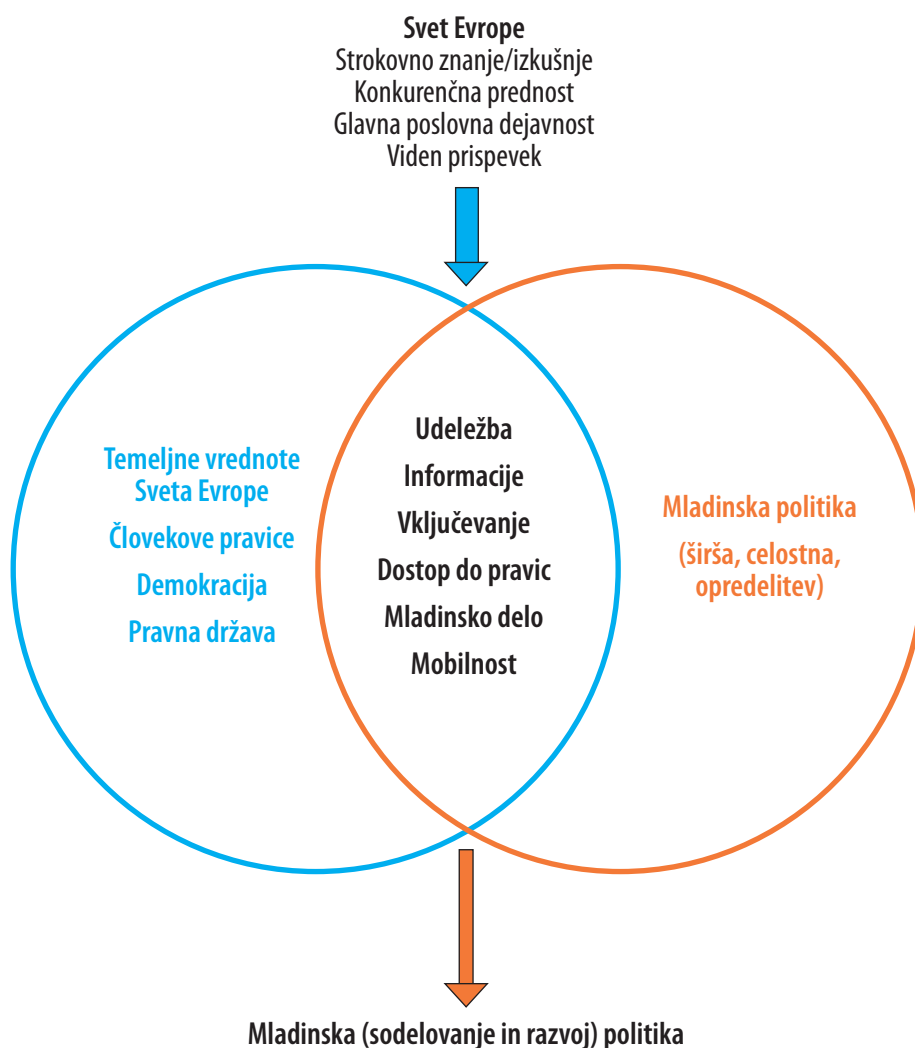 Svet Evrope
Strokovno znanje/izkušnje
Konkurenčna prednost
Glavna poslovna dejavnost
Viden prispevek
Temeljne vrednote
Sveta Evrope
Človekove pravice
Demokracija
Pravna država
Udeležba
Informacije
Vključevanje
Dostop do pravic
Mladinsko delo
Mobilnost
Mladinska politika
(širša, celostna,
opredelitev)
Mladinska (sodelovanje in razvoj) politika